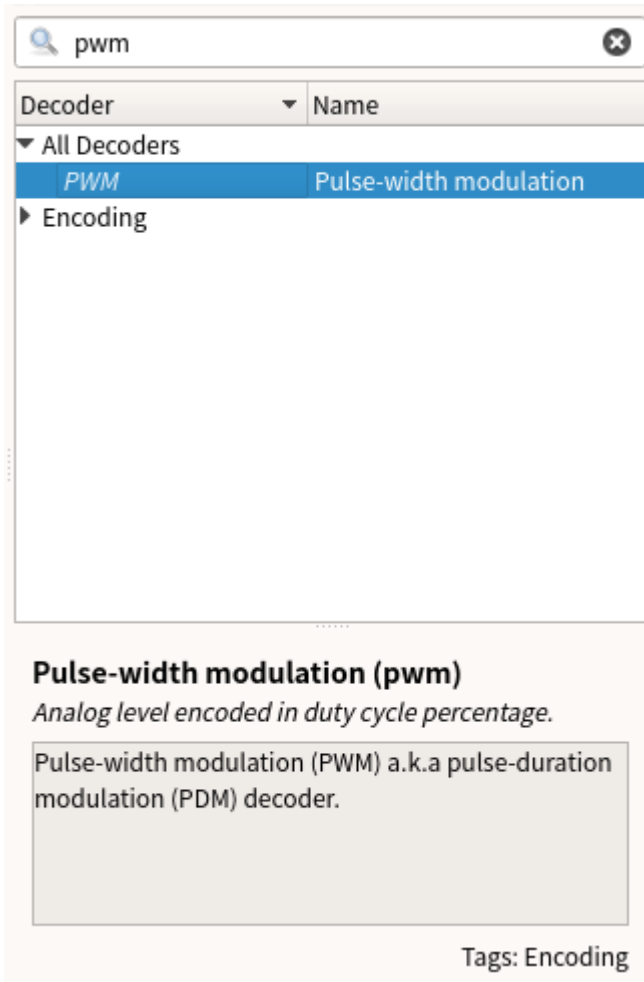 pwm
Decoder Name
All Decoders
PWM Pulse-width modulation
Encoding
Pulse-width modulation (pwm)
Analog level encoded in duty cycle percentage.
Pulse-width modulation (PWM) a.k.a pulse-duration
modulation (PDM) decoder.
Tags: Encoding